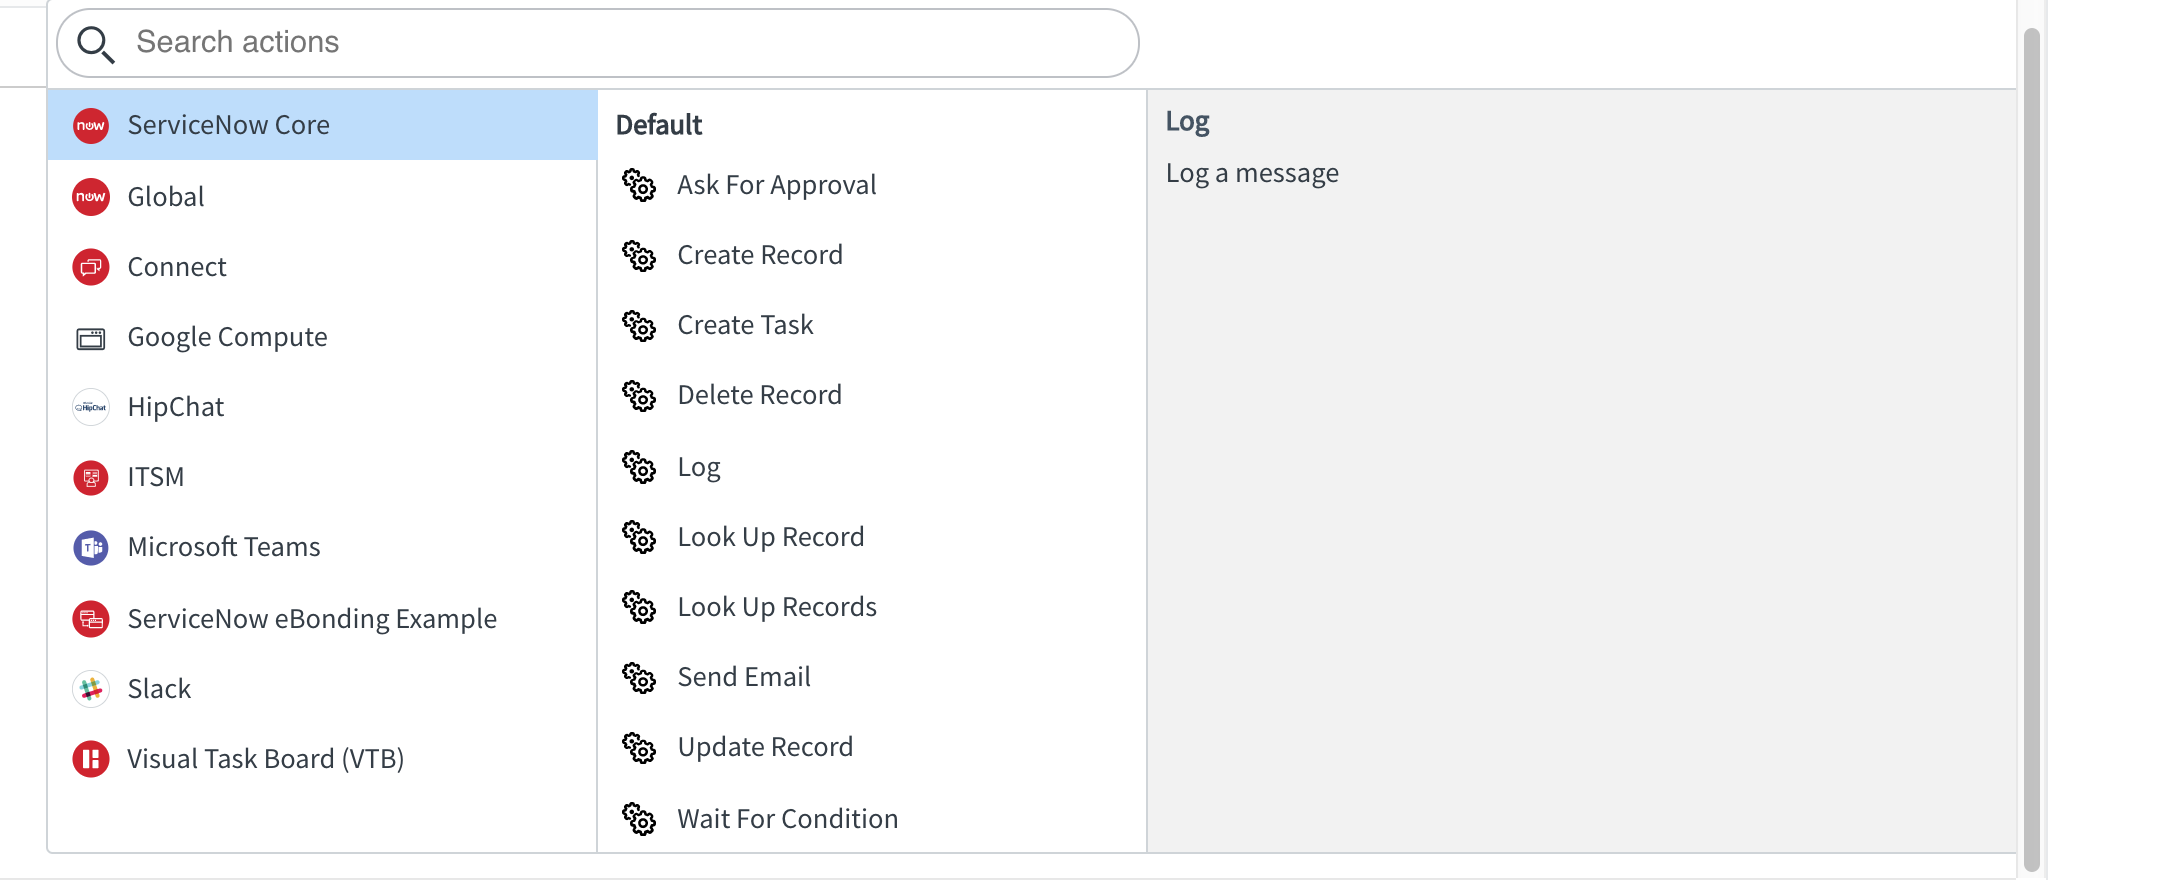 Search actions
now ServiceNow Core
now Global
Connect
Google Compute
HipChat HipChat
ITSM
Microsoft Teams
ServiceNow eBonding Example
Slack
Visual Task Board (VTB)
Default
Ask For Approval
Create Record
Create Task
Delete Record
Log
Look Up Record
Look Up Records
Send Email
Update Record
Wait For Condition
Log
Log a message